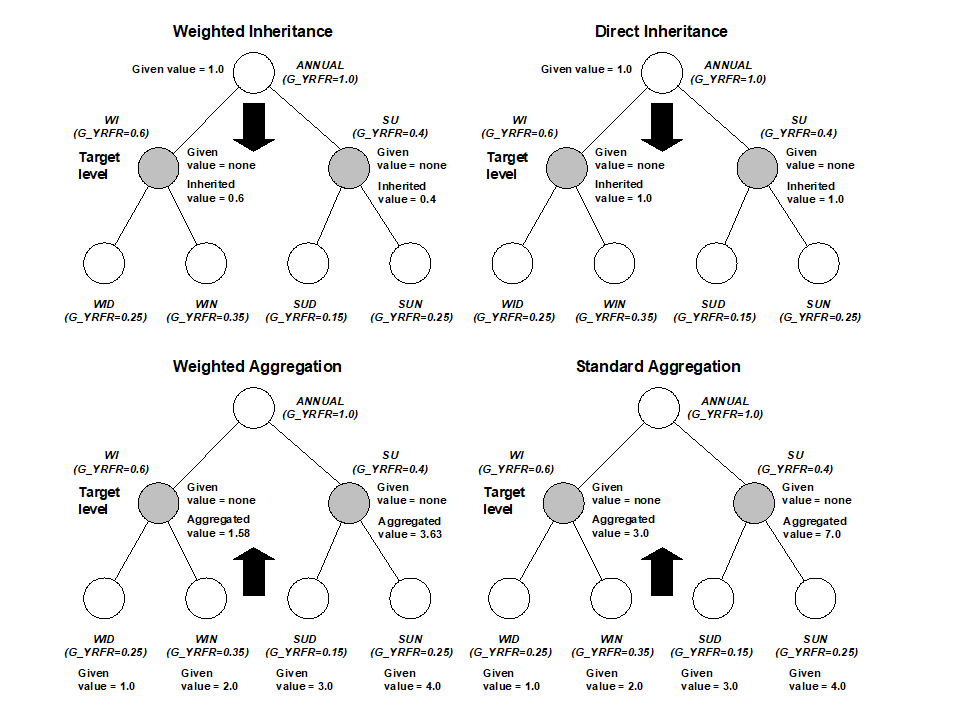 Weighted Inheritance
Given value = 1.0
ANNUAL
(G_YRFR=1.0)
WI
(G_YRFR=0.6)
SU
(G_YRFR=0.4)
Target
level
Given
value = none
Inherited
value = 0.6
Given
value = none
Inherited
value = 0.4
WID
(G_YRFR=0.25)
WIN
(G_YRFR=0.35)
SUD
(G_YRFR=0.15)
SUN
(G_YRFR=0.25)
Direct Inheritance
Given value = 1.0
ANNUAL
(G_YRFR=1.0)
WI
(G_YRFR=0.6)
SU
(G_YRFR=0.4)
Target
level
Given
value = none
Inherited
value = 1.0
Given
value = none
Inherited
value = 1.0
WID
(G_YRFR=0.25)
WIN
(G_YRFR=0.35)
SUD
(G_YRFR=0.15)
SUN
(G_YRFR=0.25)
Weighted Aggregation
ANNUAL
(G_YRFR=1.0)
WI
(G_YRFR=0.6)
SU
(G_YRFR=0.4)
Target
level
Given
value = none
Aggregated
value = 1.58
Given
value = none
Aggregated
value = 3.63
WID
(G_YRFR=0.25)
WIN
(G_YRFR=0.35)
SUD
(G_YRFR=0.15)
SUN
(G_YRFR=0.25)
Given
value = 1.0
Given
value = 2.0
Given
value = 3.0
Given
value = 4.0
Standard Aggregation
ANNUAL
(G_YRFR=1.0)
WI
(G_YRFR=0.6)
SU
(G_YRFR=0.4)
Target
level
Given
value = none
Aggregated
value = 3.0
Given
value = none
Aggregated
value = 7.0
WID
(G_YRFR=0.25)
WIN
(G_YRFR=0.35)
SUD
(G_YRFR=0.15)
SUN
(G_YRFR=0.25)
Given
value = 1.0
Given
value = 2.0
Given
value = 3.0
Given
value = 4.0